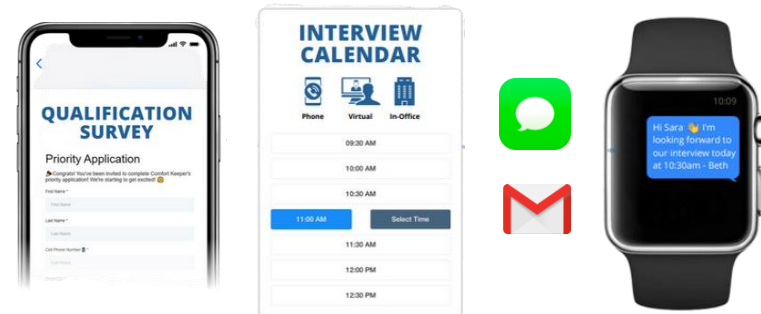 QUALIFICATION
SURVEY
Priority Application
🎉Congrats! You've been invited to complete Comfort Keeper's
priority application! We're starting to get excited! 🤗
First Name *
First Name
Last Name *
Last Name
Cell Phone Number 📱 *
Cell Phone
INTERVIEW
CALENDAR
Phone Virtual In-Office
09:30 AM
10:00 AM
10:30 AM
11:00 AM Select Time
11:30 AM
12:00 PM
12:30 PM
10:09
Hi Sara 👋 I'm
looking forward to
our interview today
at 10:30am - Beth